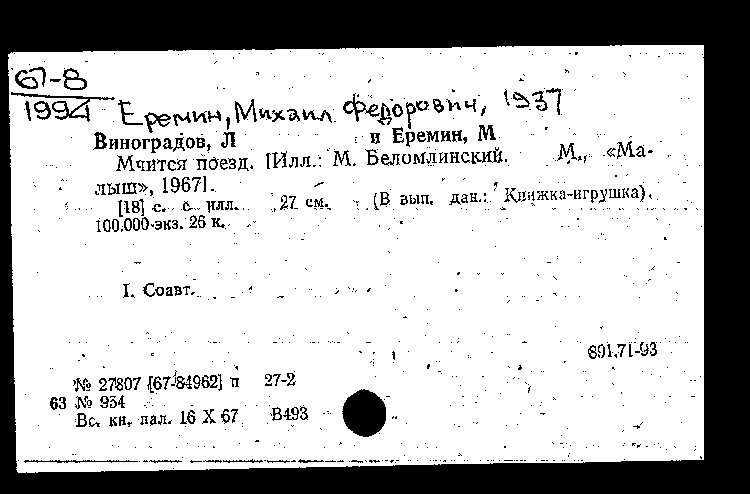 67-8
1994 Еремин, Михаил Федорович, 1937
Виноградов, Л и Еремин, М
Мчится поезд. [Илл.: М. Беломлинский. М., «Ма-
лыш», 1967].
[18] с. с илл. 27 см. (В вып. дан.: Книжка-игрушка).
100.000 экз. 26 к.
I. Соавт.
891.71-93
№ 27807 [67-84962] п 27-2
63 № 934
Вс. кн. пал. 16 X 67 В493